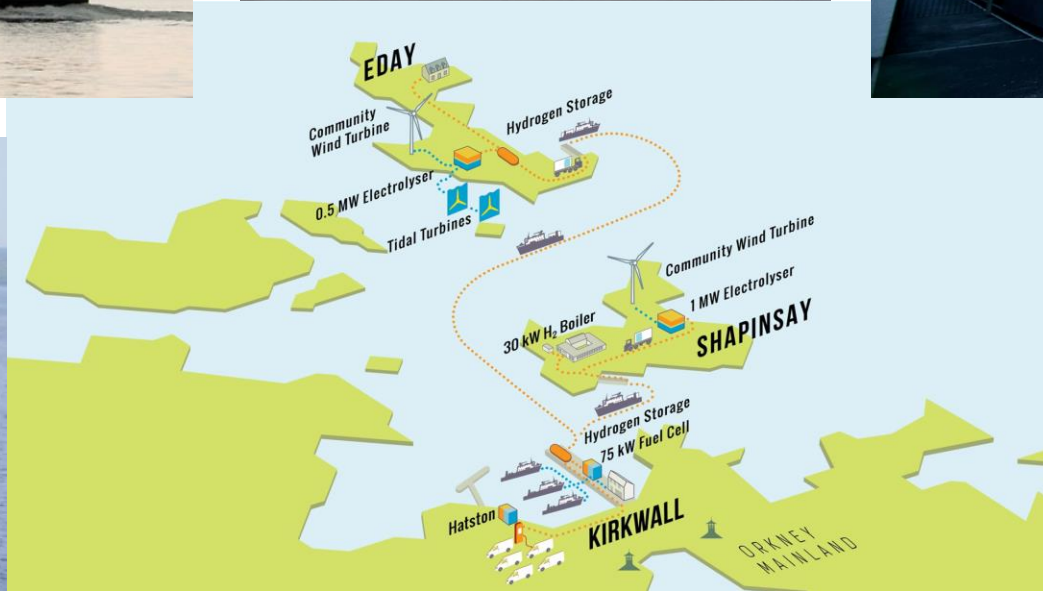 EDAY
Hydrogen Storage
Community
Wind Turbine
0.5 MW Electrolyser
Tidal Turbines
Community Wind Turbine
1 MW Electrolyser
30 kW H₂ Boiler
SHAPINSAY
Hydrogen Storage
75 kW Fuel Cell
Hatston
KIRKWALL
ORKNEY
MAINLAND